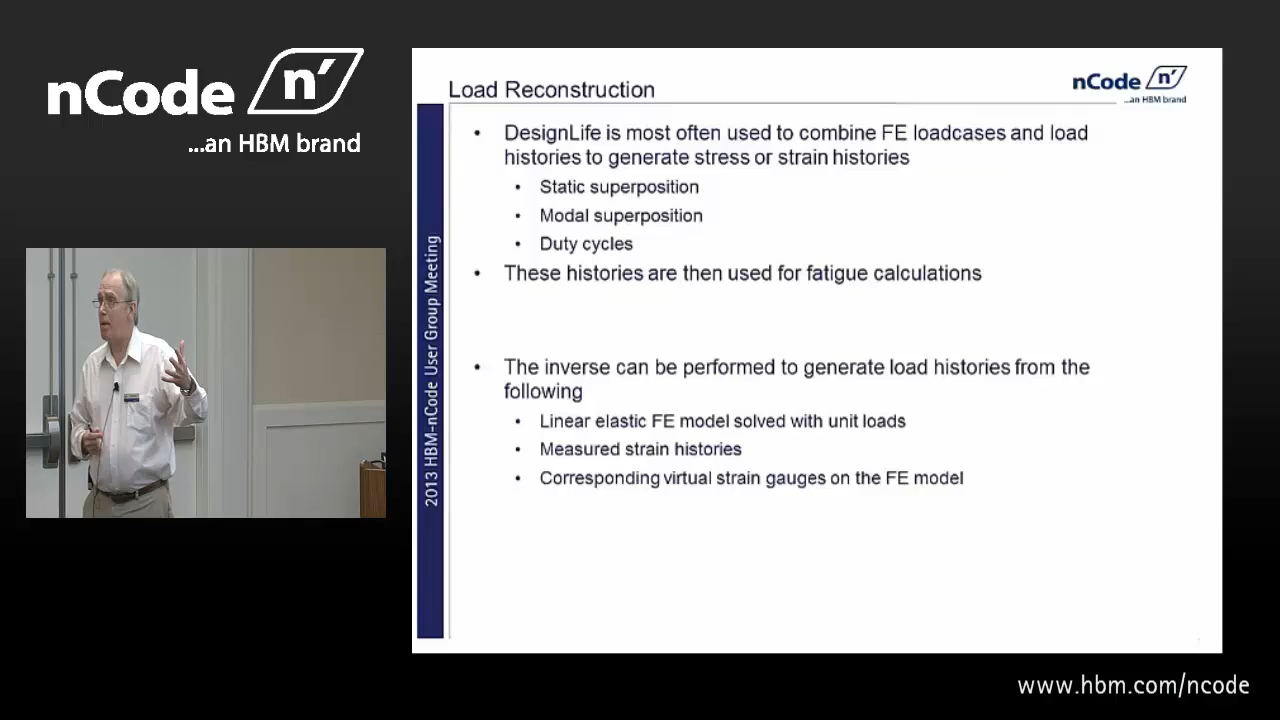 nCode n'
...an HBM brand
Load Reconstruction
nCode n'
...an HBM brand
2013 HBM-nCode User Group Meeting
• DesignLife is most often used to combine FE loadcases and load
histories to generate stress or strain histories
• Static superposition
• Modal superposition
• Duty cycles
• These histories are then used for fatigue calculations
• The inverse can be performed to generate load histories from the
following
• Linear elastic FE model solved with unit loads
• Measured strain histories
• Corresponding virtual strain gauges on the FE model
www.hbm.com/ncode